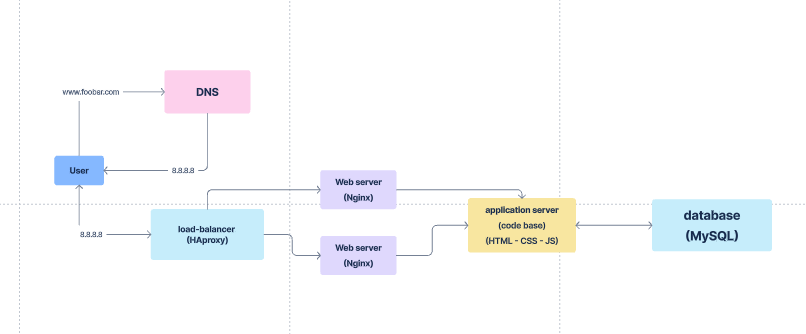 www.foobar.com
DNS
User
8.8.8.8
Web server
(Nginx)
8.8.8.8
load-balancer
(HAproxy)
Web server
(Nginx)
application server
(code base)
(HTML - CSS - JS)
database
(MySQL)